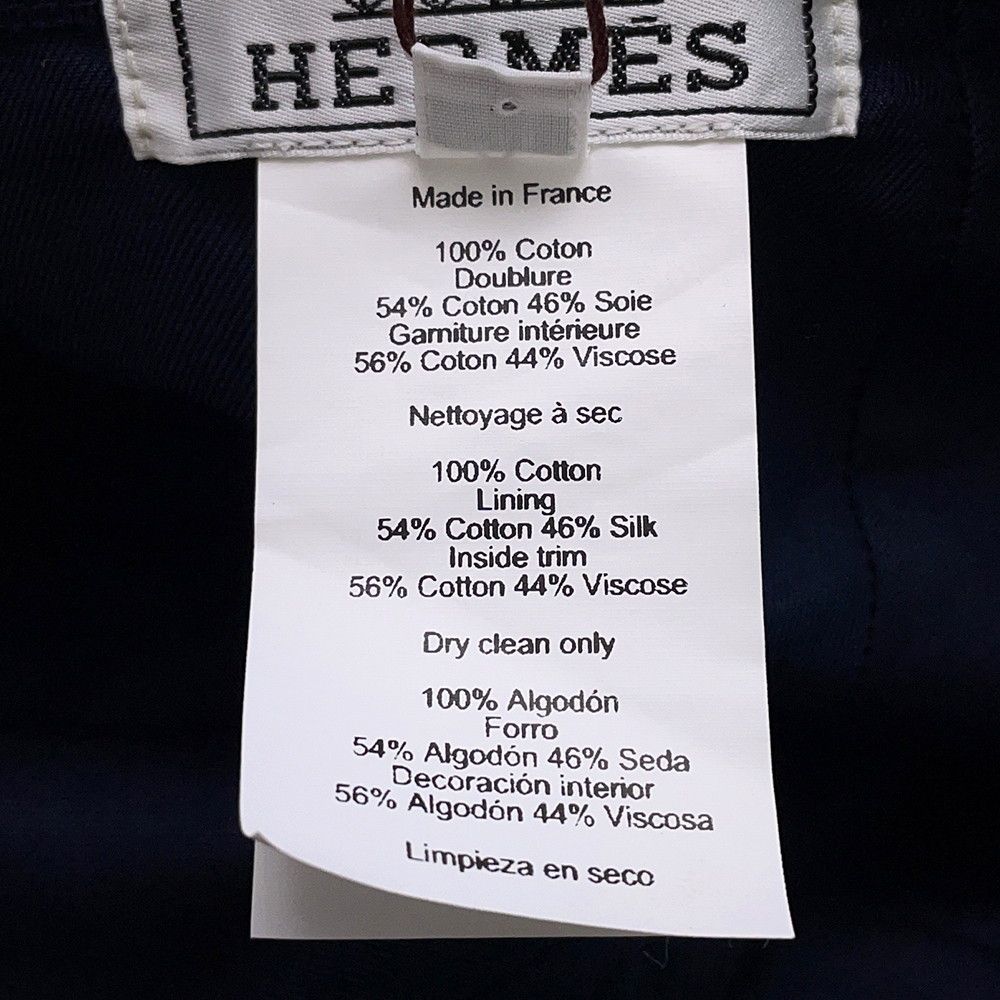 HERMÈS
Made in France
100% Coton
Doublure
54% Coton 46% Soie
Garniture intérieure
56% Coton 44% Viscose
Nettoyage à sec
100% Cotton
Lining
54% Cotton 46% Silk
Inside trim
56% Cotton 44% Viscose
Dry clean only
100% Algodón
Forro
54% Algodón 46% Seda
Decoración interior
56% Algodón 44% Viscosa
Limpieza en seco